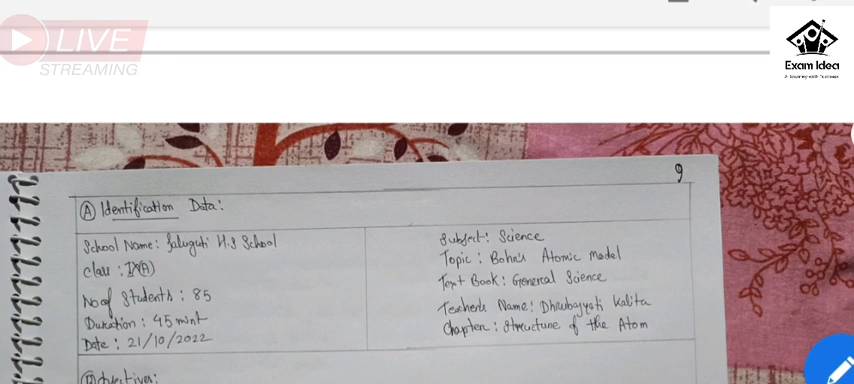 LIVE
STREAMING
Exam Idea
9
(A) Identification Data:
School Name: Jaluguti H.S School
Class : IX(A)
No of Students : 85
Duration : 45 mint
Date : 21/10/2022
Subject: Science
Topic : Bohr's Atomic Model
Text Book: General Science
Teachers Name: Dhrubajyoti Kalita
Chapter : Structure of the Atom
Objectives: